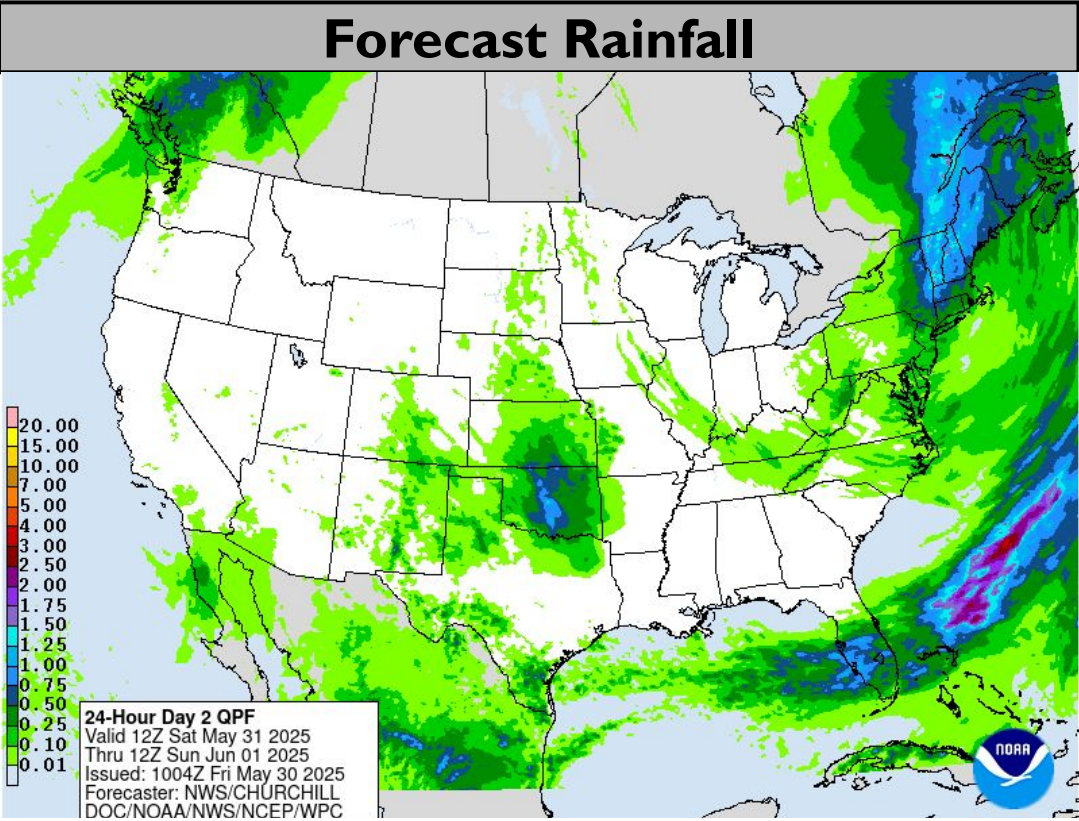 Forecast Rainfall
20.00
15.00
10.00
7.00
5.00
4.00
3.00
2.50
2.00
1.75
1.50
1.25
1.00
0.75
0.50
0.25
0.10
0.01
24-Hour Day 2 QPF
Valid 12Z Sat May 31 2025
Thru 12Z Sun Jun 01 2025
Issued: 1004Z Fri May 30 2025
Forecaster: NWS/CHURCHILL
DOC/NOAA/NWS/NCEP/WPC
NOAA